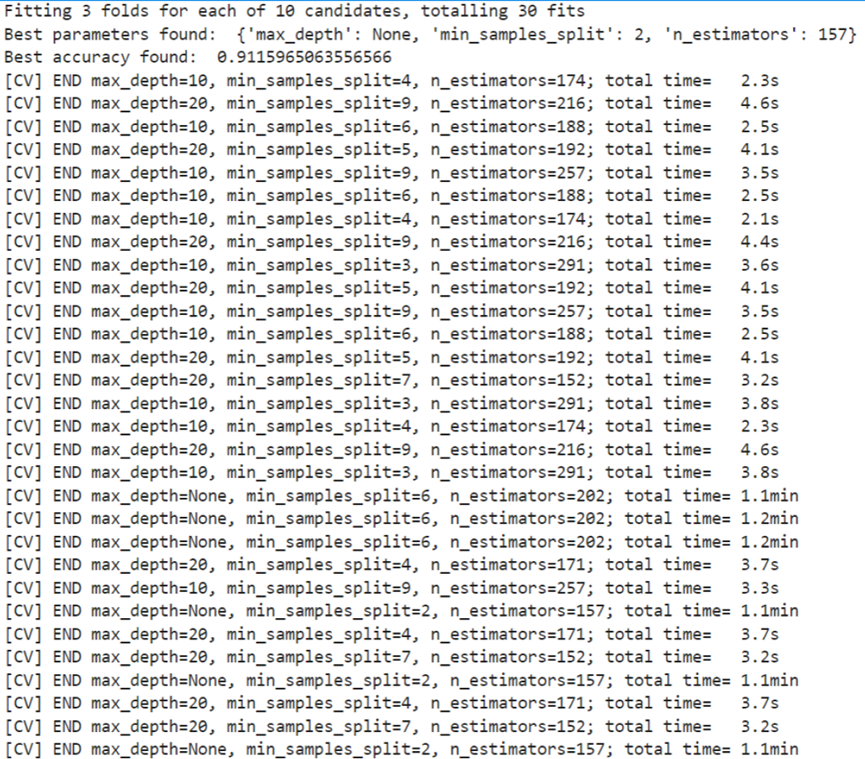 Fitting 3 folds for each of 10 candidates, totalling 30 fits
Best parameters found:  {'max_depth': None, 'min_samples_split': 2, 'n_estimators': 157}
Best accuracy found:  0.9115965063556566
[CV] END max_depth=10, min_samples_split=4, n_estimators=174; total time=   2.3s
[CV] END max_depth=20, min_samples_split=9, n_estimators=216; total time=   4.6s
[CV] END max_depth=10, min_samples_split=6, n_estimators=188; total time=   2.5s
[CV] END max_depth=20, min_samples_split=5, n_estimators=192; total time=   4.1s
[CV] END max_depth=10, min_samples_split=9, n_estimators=257; total time=   3.5s
[CV] END max_depth=10, min_samples_split=6, n_estimators=188; total time=   2.5s
[CV] END max_depth=10, min_samples_split=4, n_estimators=174; total time=   2.1s
[CV] END max_depth=20, min_samples_split=9, n_estimators=216; total time=   4.4s
[CV] END max_depth=10, min_samples_split=3, n_estimators=291; total time=   3.6s
[CV] END max_depth=20, min_samples_split=5, n_estimators=192; total time=   4.1s
[CV] END max_depth=10, min_samples_split=9, n_estimators=257; total time=   3.5s
[CV] END max_depth=10, min_samples_split=6, n_estimators=188; total time=   2.5s
[CV] END max_depth=20, min_samples_split=5, n_estimators=192; total time=   4.1s
[CV] END max_depth=20, min_samples_split=7, n_estimators=152; total time=   3.2s
[CV] END max_depth=10, min_samples_split=3, n_estimators=291; total time=   3.8s
[CV] END max_depth=10, min_samples_split=4, n_estimators=174; total time=   2.3s
[CV] END max_depth=20, min_samples_split=9, n_estimators=216; total time=   4.6s
[CV] END max_depth=10, min_samples_split=3, n_estimators=291; total time=   3.8s
[CV] END max_depth=None, min_samples_split=6, n_estimators=202; total time= 1.1min
[CV] END max_depth=None, min_samples_split=6, n_estimators=202; total time= 1.2min
[CV] END max_depth=None, min_samples_split=6, n_estimators=202; total time= 1.2min
[CV] END max_depth=20, min_samples_split=4, n_estimators=171; total time=   3.7s
[CV] END max_depth=10, min_samples_split=9, n_estimators=257; total time=   3.3s
[CV] END max_depth=None, min_samples_split=2, n_estimators=157; total time= 1.1min
[CV] END max_depth=20, min_samples_split=4, n_estimators=171; total time=   3.7s
[CV] END max_depth=20, min_samples_split=7, n_estimators=152; total time=   3.2s
[CV] END max_depth=None, min_samples_split=2, n_estimators=157; total time= 1.1min
[CV] END max_depth=20, min_samples_split=4, n_estimators=171; total time=   3.7s
[CV] END max_depth=20, min_samples_split=7, n_estimators=152; total time=   3.2s
[CV] END max_depth=None, min_samples_split=2, n_estimators=157; total time= 1.1min